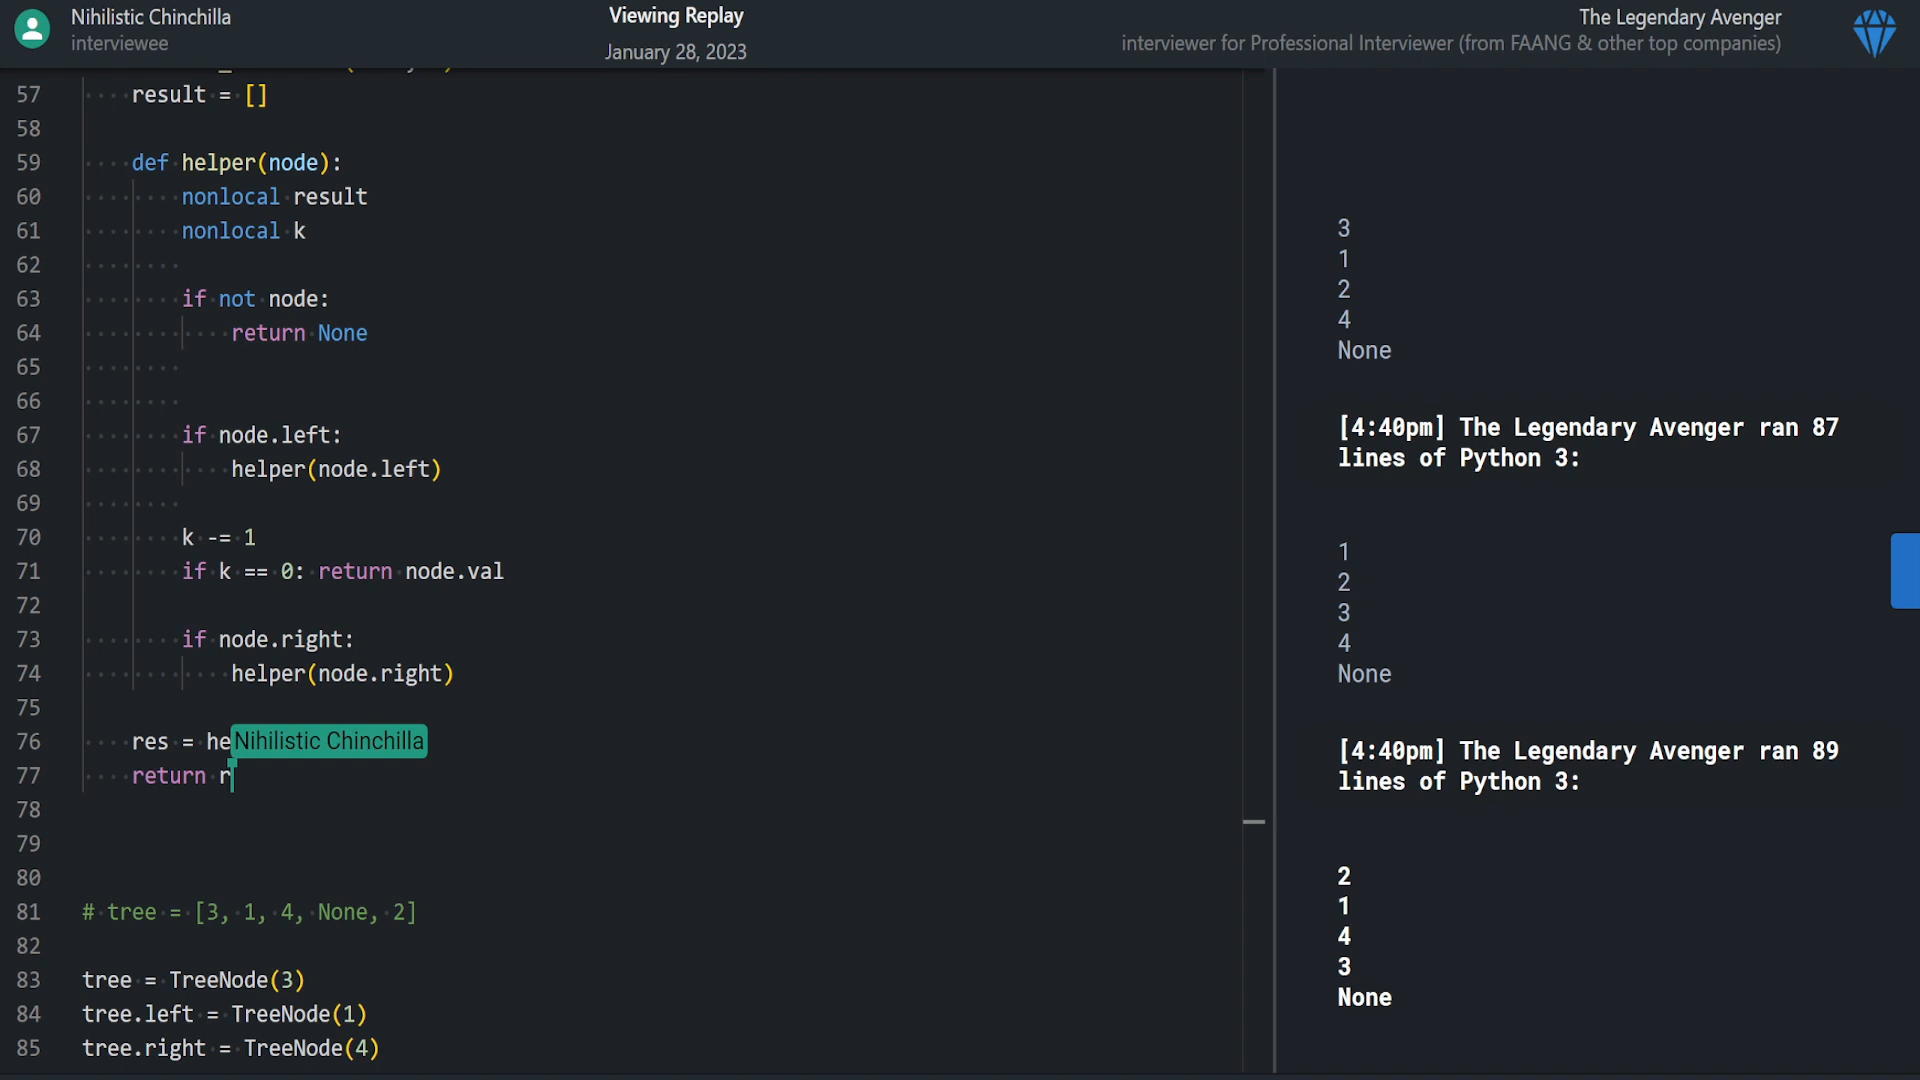 Nihilistic Chinchilla
interviewee
Viewing Replay
January 28, 2023
The Legendary Avenger
interviewer for Professional Interviewer (from FAANG & other top companies)
57 result = []
58
59 def helper(node):
60 nonlocal result
61 nonlocal k
62
63 if not node:
64 return None
65
66
67 if node.left:
68 helper(node.left)
69
70 k -= 1
71 if k == 0: return node.val
72
73 if node.right:
74 helper(node.right)
75
76 res = he
Nihilistic Chinchilla
77 return r
78
79
80
81 # tree = [3, 1, 4, None, 2]
82
83 tree = TreeNode(3)
84 tree.left = TreeNode(1)
85 tree.right = TreeNode(4)
3
1
2
4
None
[4:40pm] The Legendary Avenger ran 87
lines of Python 3:
1
2
3
4
None
[4:40pm] The Legendary Avenger ran 89
lines of Python 3:
2
1
4
3
None